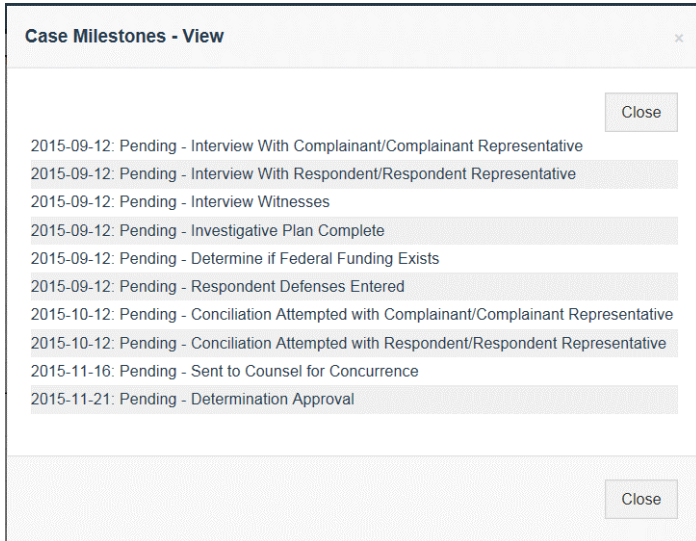 Case Milestones - View
×
Close
2015-09-12: Pending - Interview With Complainant/Complainant Representative
2015-09-12: Pending - Interview With Respondent/Respondent Representative
2015-09-12: Pending - Interview Witnesses
2015-09-12: Pending - Investigative Plan Complete
2015-09-12: Pending - Determine if Federal Funding Exists
2015-09-12: Pending - Respondent Defenses Entered
2015-10-12: Pending - Conciliation Attempted with Complainant/Complainant Representative
2015-10-12: Pending - Conciliation Attempted with Respondent/Respondent Representative
2015-11-16: Pending - Sent to Counsel for Concurrence
2015-11-21: Pending - Determination Approval
Close